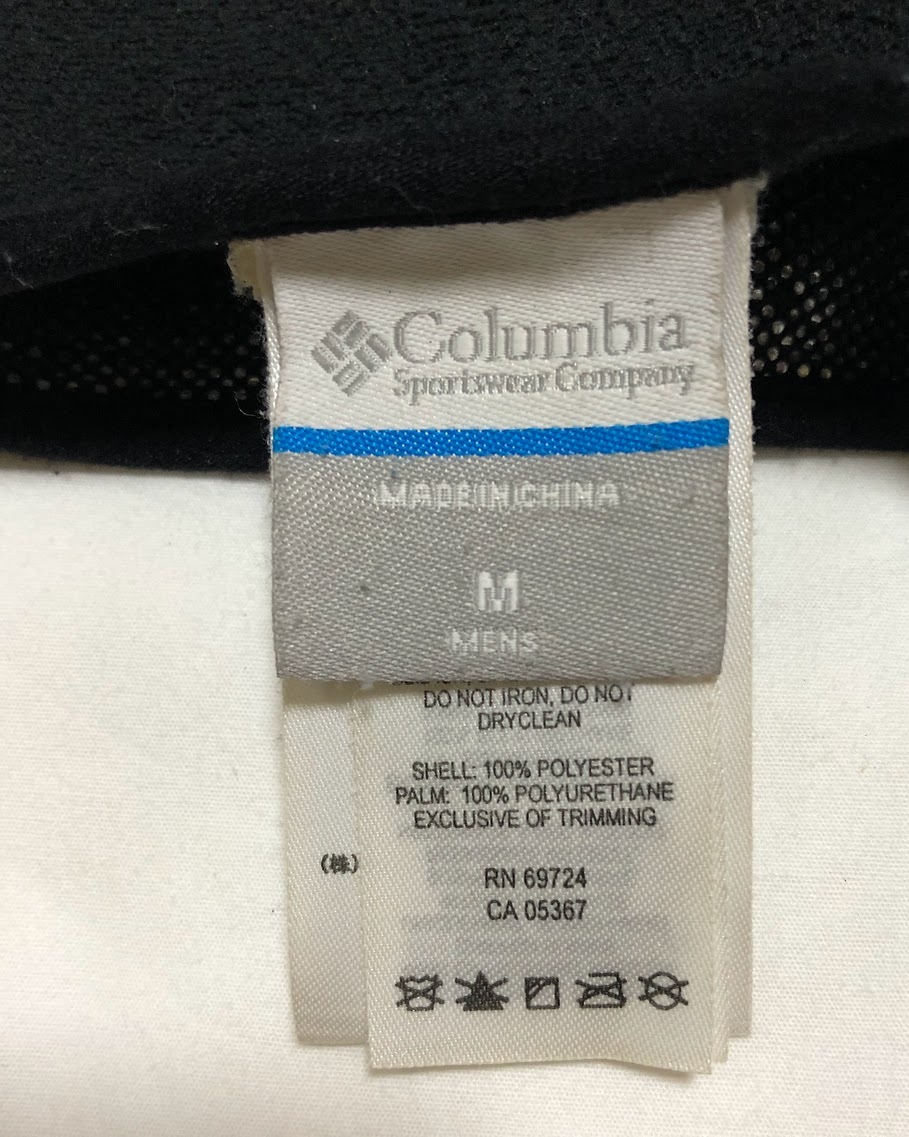 Columbia
Sportswear Company
MADE IN CHINA
M
MENS
DO NOT IRON, DO NOT
DRYCLEAN
SHELL: 100% POLYESTER
PALM: 100% POLYURETHANE
EXCLUSIVE OF TRIMMING
(株)
RN 69724
CA 05367